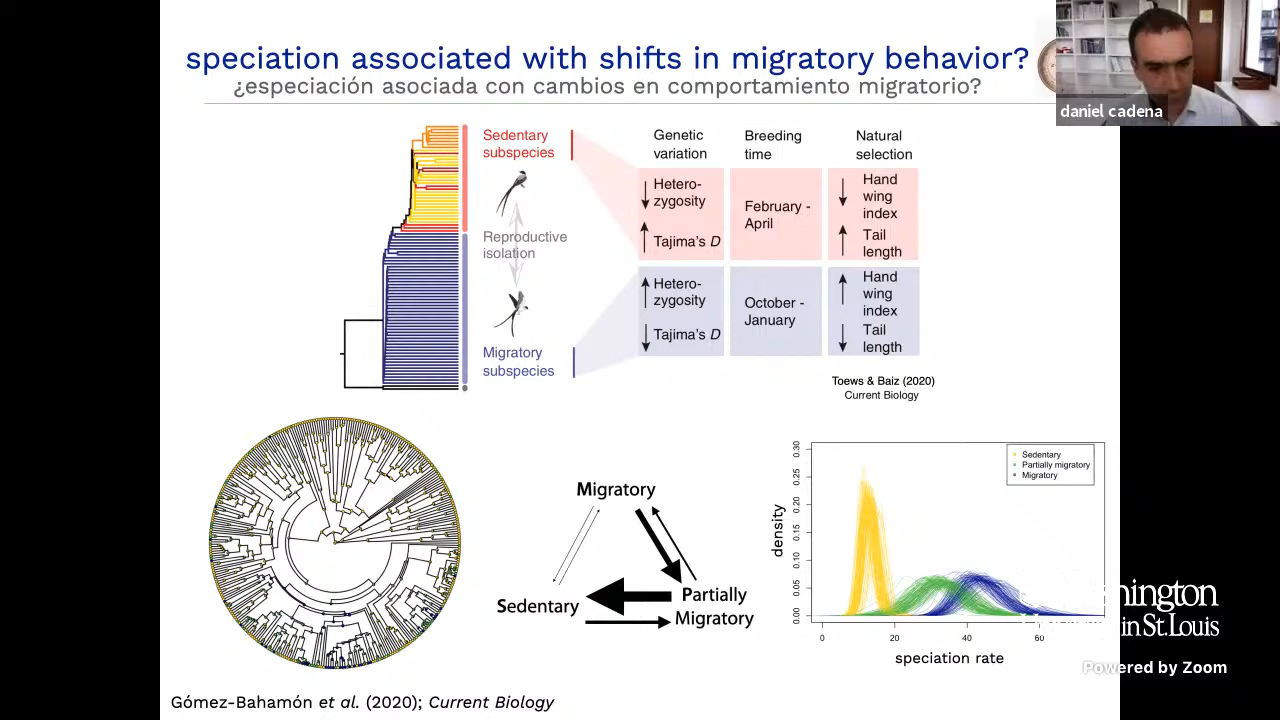 speciation associated with shifts in migratory behavior?
¿especiación asociada con cambios en comportamiento migratorio?
daniel cadena
Sedentary
subspecies
Reproductive
isolation
Migratory
subspecies
Genetic
variation
Breeding
time
Natural
selection
↓ Hetero-
zygosity
↑ Tajima's D
February -
April
↓ Hand
wing
index
↑ Tail
length
↑ Hetero-
zygosity
↓ Tajima's D
October -
January
↑ Hand
wing
index
↓ Tail
length
Toews & Baiz (2020)
Current Biology
Migratory
Sedentary
Partially
Migratory
density
0.30
0.25
0.20
0.15
0.10
0.05
0.00
Sedentary
Partially migratory
Migratory
0
20
40
60
speciation rate
in St. Louis
Powered by Zoom
Gómez-Bahamón et al. (2020); Current Biology